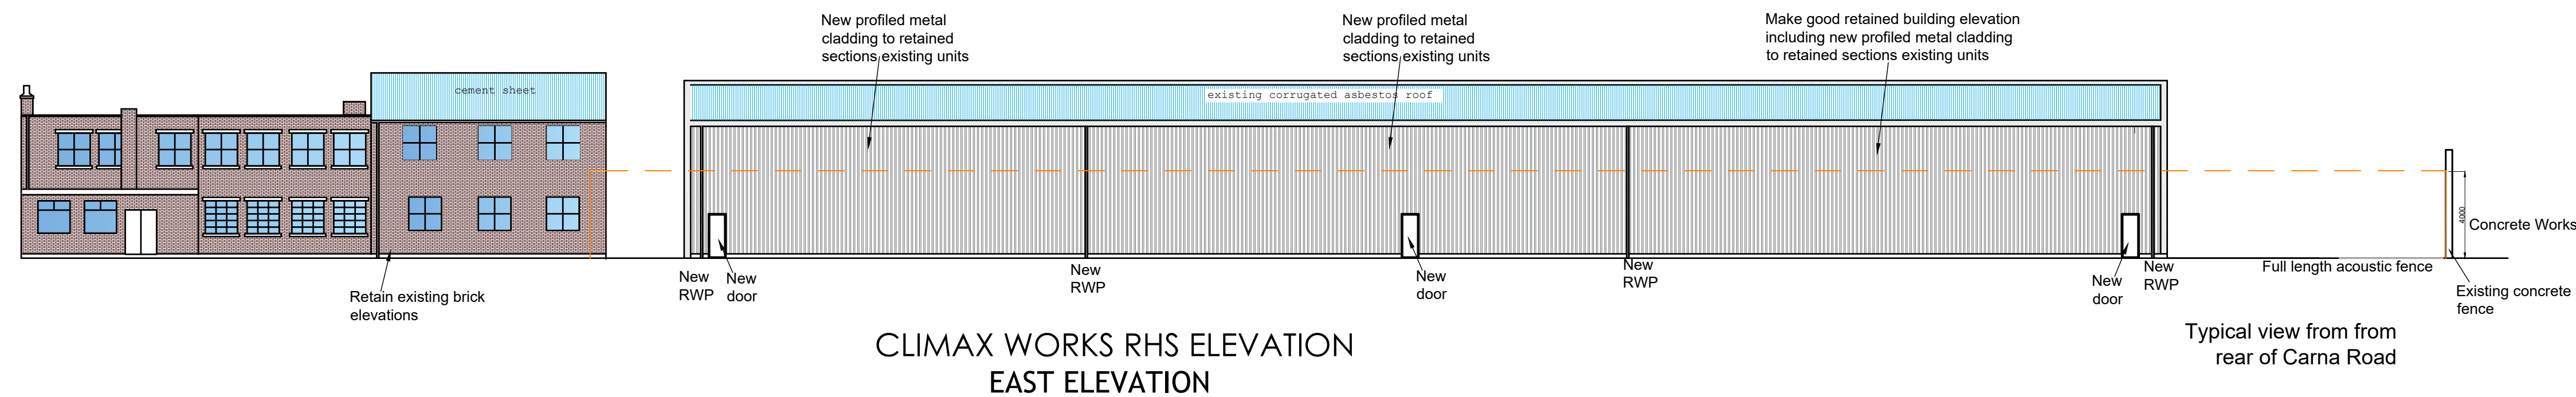 New profiled metal
cladding to retained
sections existing units
New profiled metal
cladding to retained
sections existing units
Make good retained building elevation
including new profiled metal cladding
to retained sections existing units
cement sheet
existing corrugated asbestos roof
4000
Concrete Works
Retain existing brick
elevations
New
RWP
New
door
New
RWP
New
door
New
RWP
New
door
New
RWP
Full length acoustic fence
Existing concrete
fence
Typical view from from
rear of Carna Road
CLIMAX WORKS RHS ELEVATION
EAST ELEVATION